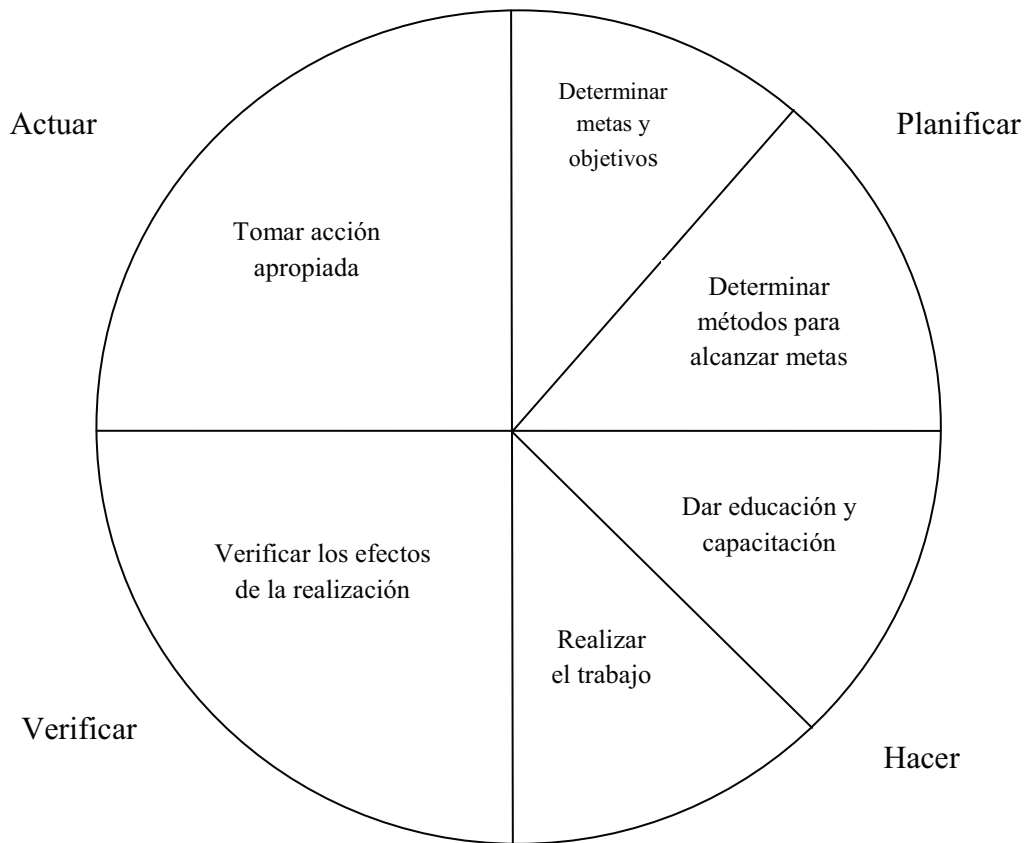 Actuar
Planificar
Determinar
metas y
objetivos
Tomar acción
apropiada
Determinar
métodos para
alcanzar metas
Dar educación y
capacitación
Verificar los efectos
de la realización
Realizar
el trabajo
Verificar
Hacer